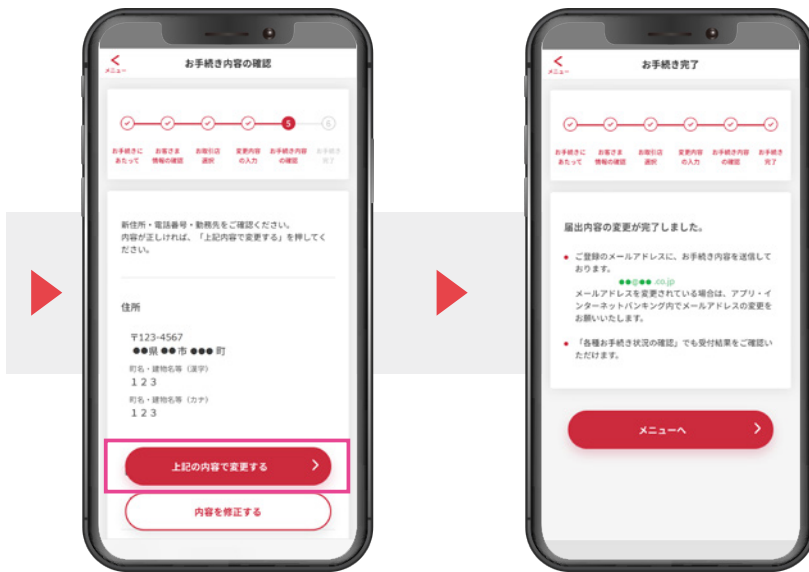 メニュー
お手続き内容の確認
5
6
お手続きに
あたって
お客さま
情報の確認
お取引店
選択
変更内容
の入力
お手続き内容
の確認
お手続き
完了
新住所・電話番号・勤務先をご確認ください。
内容が正しければ、「上記内容で変更する」を押してく
ださい。
住所
〒123-4567
●●県 ●● 市 ●●● 町
町名・建物名等（漢字）
１２３
町名・建物名等（カナ）
１２３
上記の内容で変更する
内容を修正する
メニュー
お手続き完了
お手続きに
あたって
お客さま
情報の確認
お取引店
選択
変更内容
の入力
お手続き内容
の確認
お手続き
完了
届出内容の変更が完了しました。
● ご登録のメールアドレスに、お手続き内容を送信して
おります。
●●@●● .co.jp
メールアドレスを変更されている場合は、アプリ・イ
ンターネットバンキング内でメールアドレスの変更を
お願いいたします。
● 「各種お手続き状況の確認」でも受付結果をご確認い
ただけます。
メニューへ